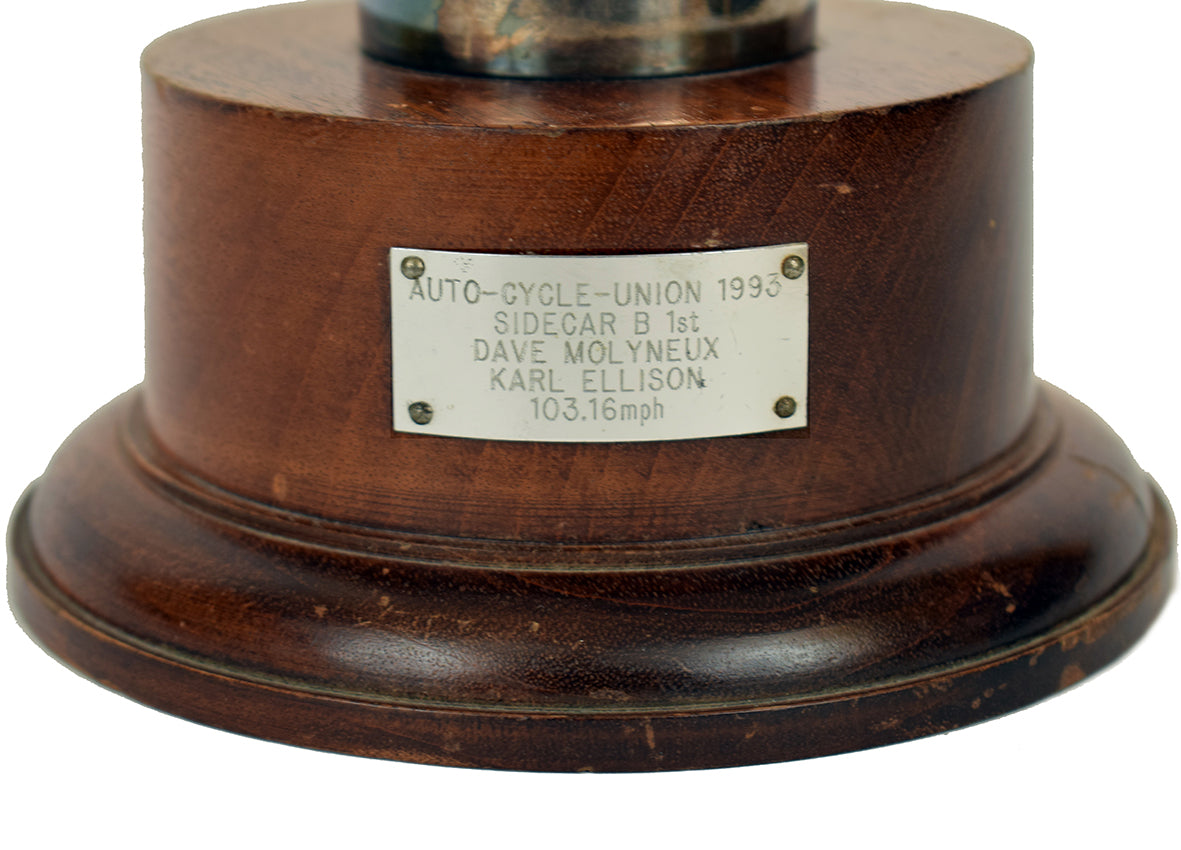 AUTO-CYCLE-UNION 1993
SIDECAR B 1st
DAVE MOLYNEUX
KARL ELLISON
103.16mph